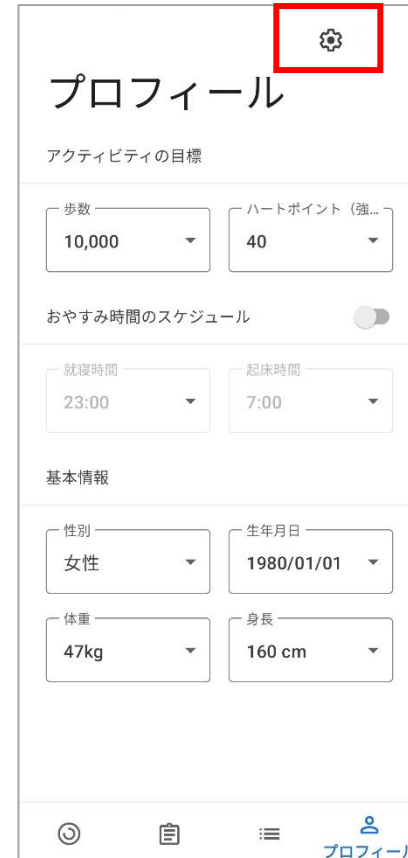 プロフィール
アクティビティの目標
歩数
ハートポイント（強...
10,000
40
おやすみ時間のスケジュール
就寝時間
起床時間
23:00
7:00
基本情報
性別
生年月日
女性
1980/01/01
体重
身長
47kg
160 cm
プロフィール